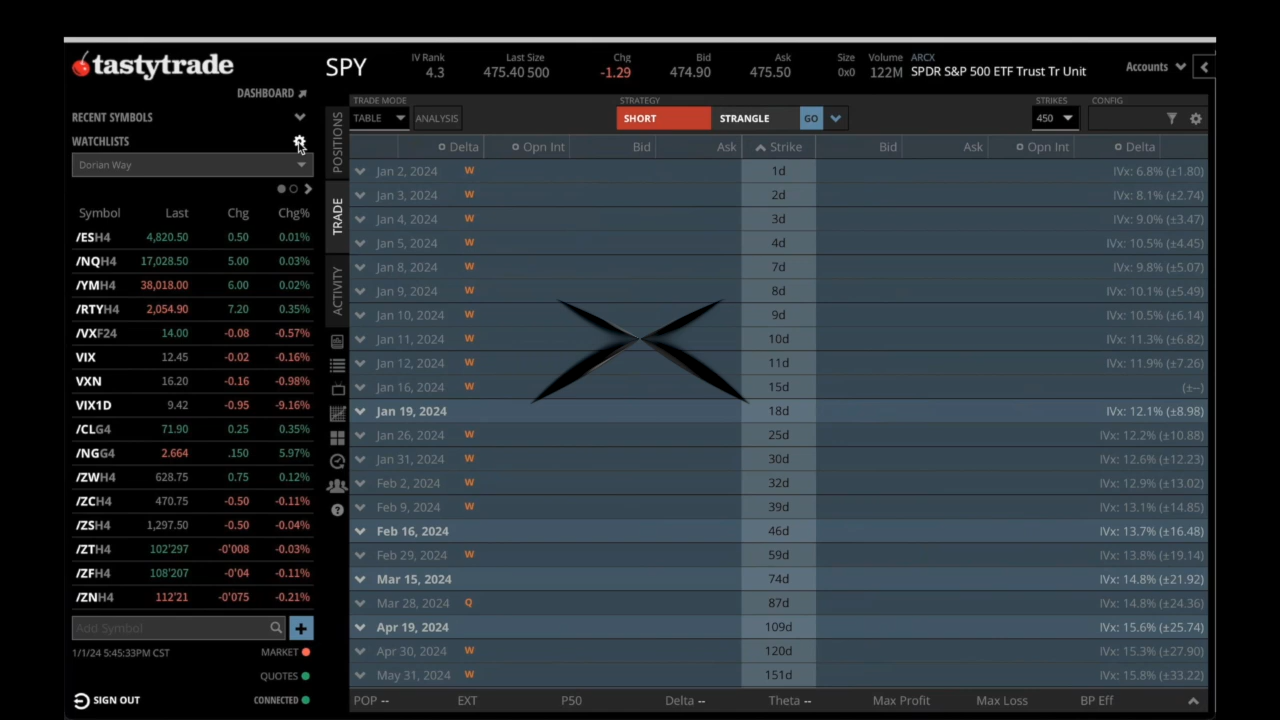 tastytrade
DASHBOARD
RECENT SYMBOLS
WATCHLISTS
Dorian Way
Symbol Last Chg Chg%
/ESH4 4,820.50 0.50 0.01%
/NQH4 17,028.50 5.00 0.03%
/YMH4 38,018.00 6.00 0.02%
/RTYH4 2,054.90 7.20 0.35%
/VXF24 14.00 -0.08 -0.57%
VIX 12.45 -0.02 -0.16%
VXN 16.20 -0.16 -0.98%
VIX1D 9.42 -0.95 -9.16%
/CLG4 71.90 0.25 0.35%
/NGG4 2.664 .150 5.97%
/ZWH4 628.75 0.75 0.12%
/ZCH4 470.75 -0.50 -0.11%
/ZSH4 1,297.50 -0.50 -0.04%
/ZTH4 102'297 -0'008 -0.03%
/ZFH4 108'207 -0'04 -0.11%
/ZNH4 112'21 -0'075 -0.21%
Add Symbol
1/1/24 5:45:33PM CST MARKET
QUOTES
SIGN OUT CONNECTED
SPY
IV Rank Last Size Chg Bid Ask Size Volume ARCX
4.3 475.40 500 -1.29 474.90 475.50 0x0 122M SPDR S&P 500 ETF Trust Tr Unit
Accounts
POSITIONS
TRADE
ACTIVITY
TRADE MODE STRATEGY STRIKES CONFIG
TABLE ANALYSIS SHORT STRANGLE GO 450
Delta Opn Int Bid Ask Strike Bid Ask Opn Int Delta
Jan 2, 2024 W 1d IVx: 6.8% (±1.80)
Jan 3, 2024 W 2d IVx: 8.1% (±2.74)
Jan 4, 2024 W 3d IVx: 9.0% (±3.47)
Jan 5, 2024 W 4d IVx: 10.5% (±4.45)
Jan 8, 2024 W 7d IVx: 9.8% (±5.07)
Jan 9, 2024 W 8d IVx: 10.1% (±5.49)
Jan 10, 2024 W 9d IVx: 10.5% (±6.14)
Jan 11, 2024 W 10d IVx: 11.3% (±6.82)
Jan 12, 2024 W 11d IVx: 11.9% (±7.26)
Jan 16, 2024 W 15d (±--)
Jan 19, 2024 18d IVx: 12.1% (±8.98)
Jan 26, 2024 W 25d IVx: 12.2% (±10.88)
Jan 31, 2024 W 30d IVx: 12.6% (±12.23)
Feb 2, 2024 W 32d IVx: 12.9% (±13.02)
Feb 9, 2024 W 39d IVx: 13.1% (±14.85)
Feb 16, 2024 46d IVx: 13.7% (±16.48)
Feb 29, 2024 W 59d IVx: 13.8% (±19.14)
Mar 15, 2024 74d IVx: 14.8% (±21.92)
Mar 28, 2024 Q 87d IVx: 14.8% (±24.36)
Apr 19, 2024 109d IVx: 15.6% (±25.74)
Apr 30, 2024 W 120d IVx: 15.3% (±27.90)
May 31, 2024 W 151d IVx: 15.8% (±33.22)
POP -- EXT P50 Delta -- Theta -- Max Profit Max Loss BP Eff